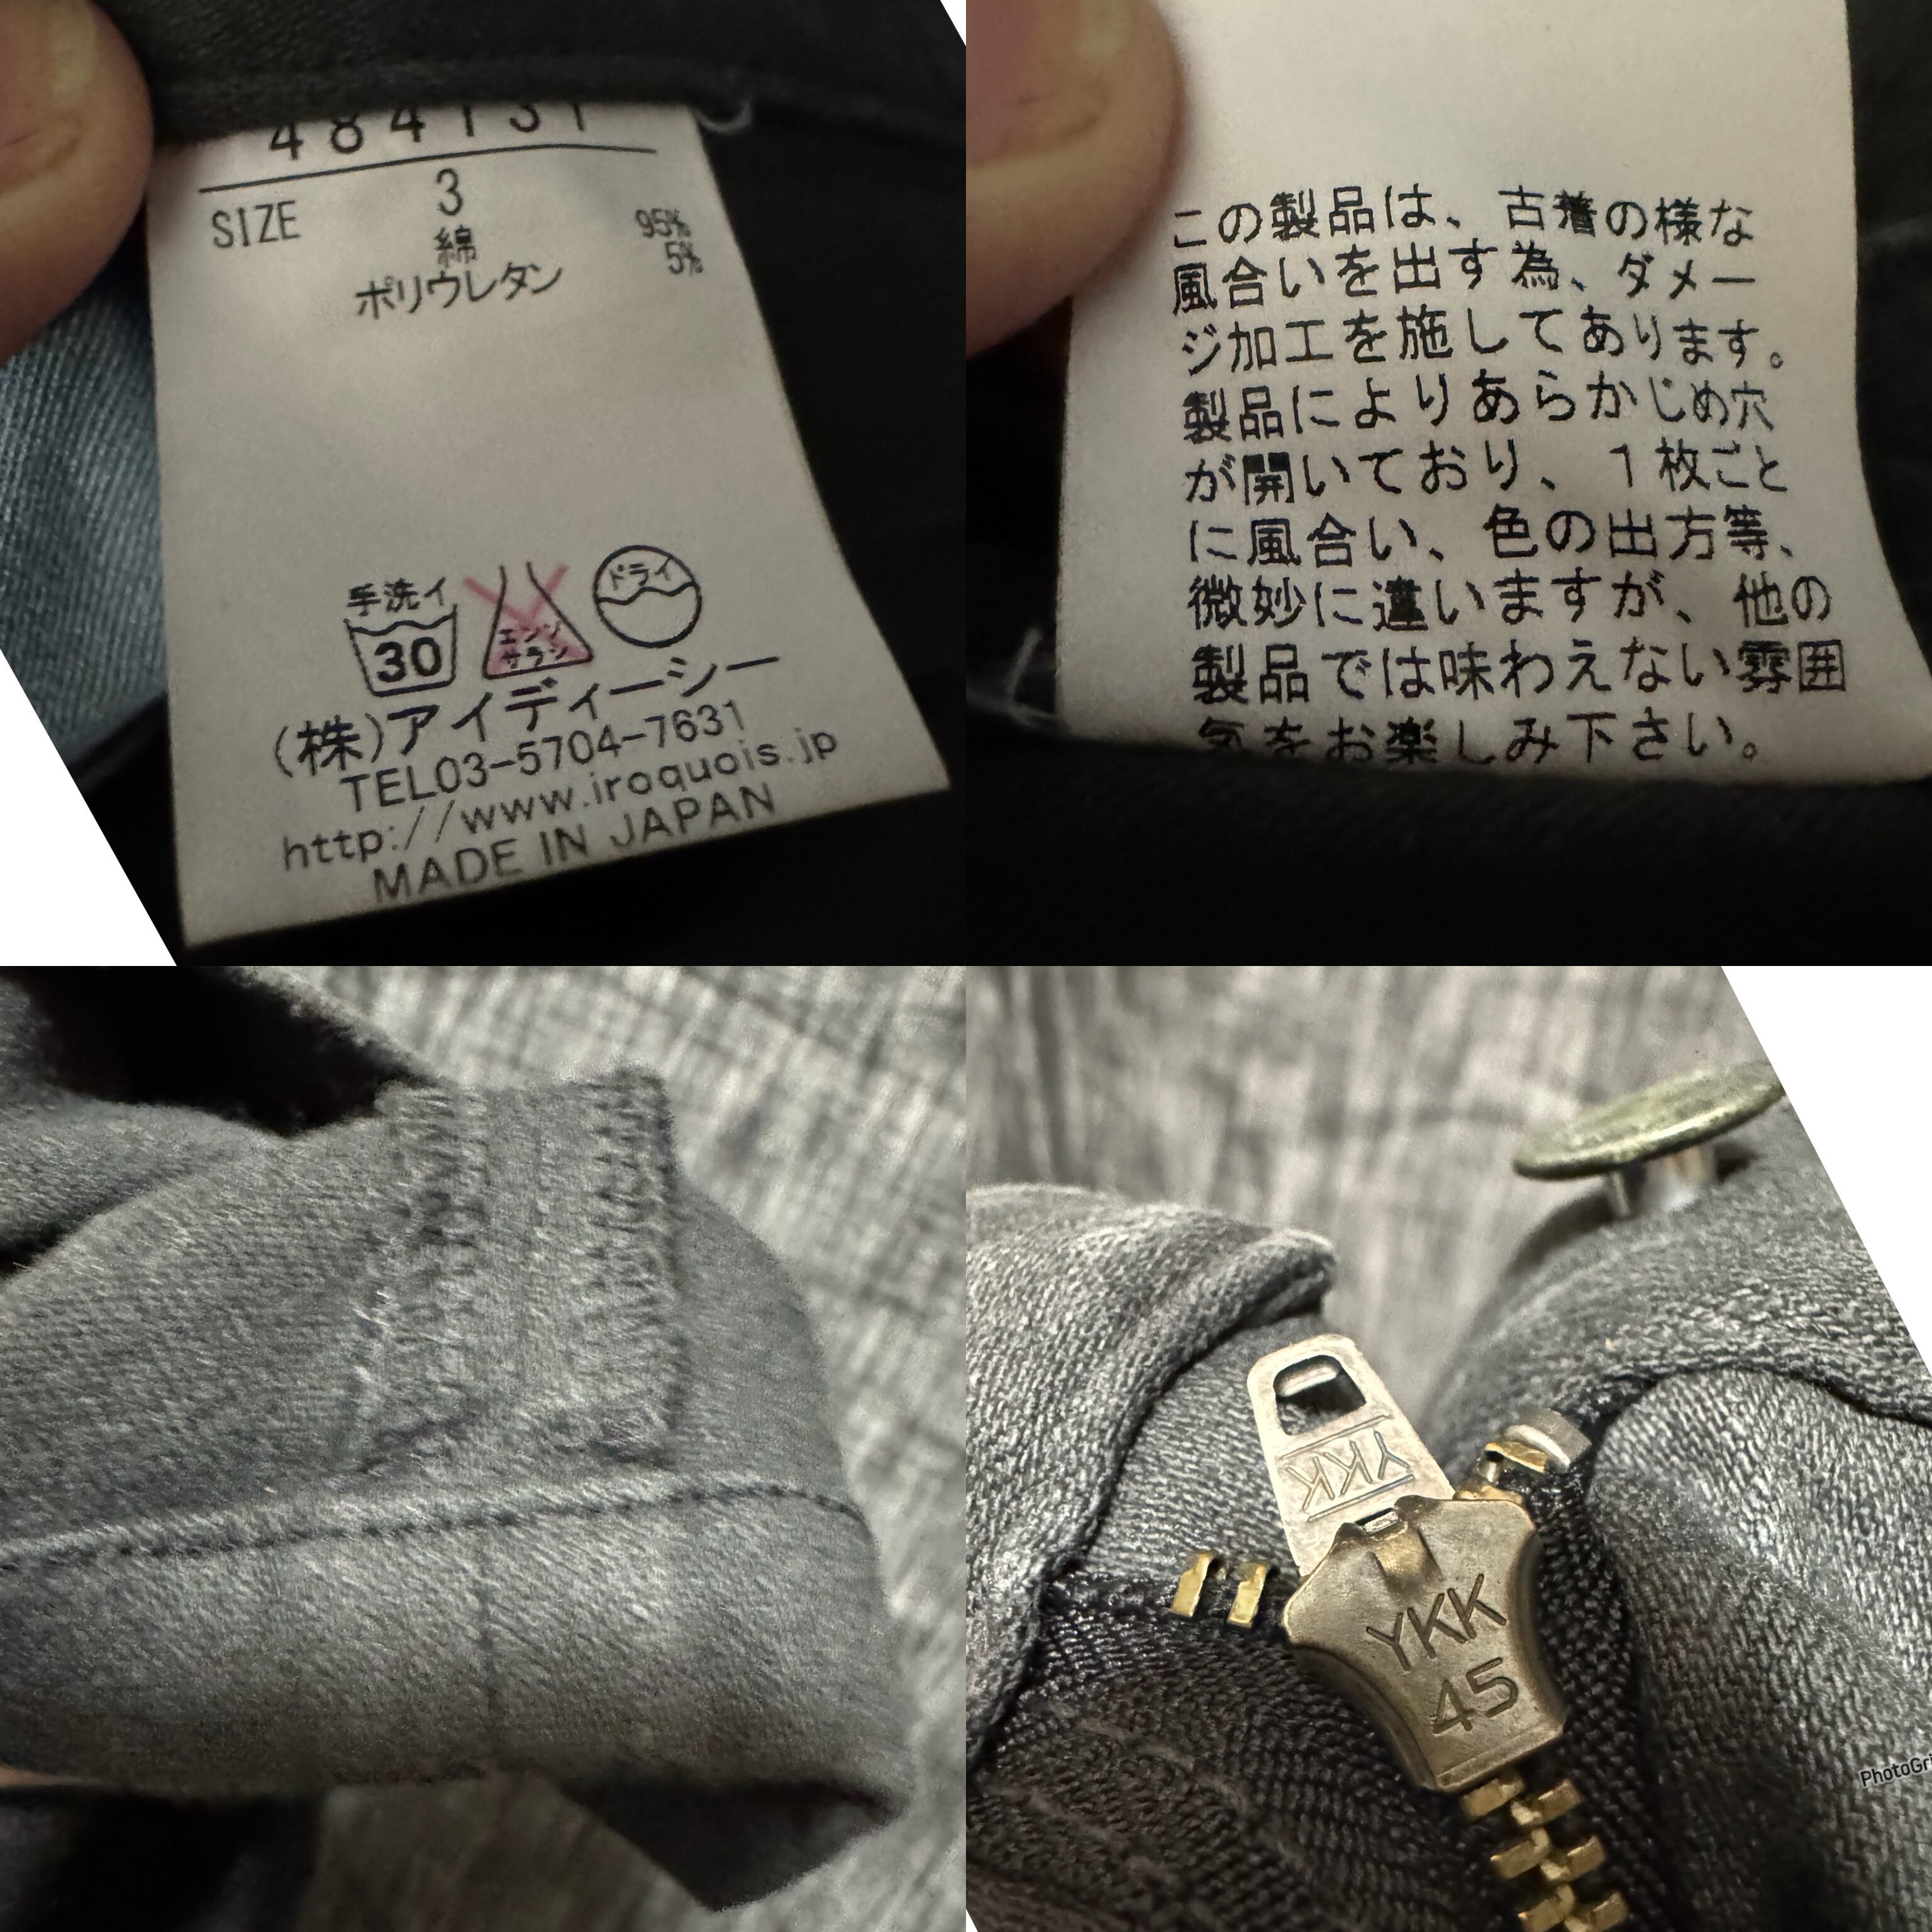 484131
SIZE 3
綿 95%
ポリウレタン 5%
手洗イ
30
エンソ
サラシ
ドライ
(株)アイディーシー
TEL03-5704-7631
http://www.iroquois.jp
MADE IN JAPAN
この製品は、古着の様な
風合いを出す為、ダメー
ジ加工を施してあります。
製品によりあらかじめ穴
が開いており、1枚ごと
に風合い、色の出方等、
微妙に違いますが、他の
製品では味わえない雰囲
気をお楽しみ下さい。
YKK
YKK
45
PhotoGri